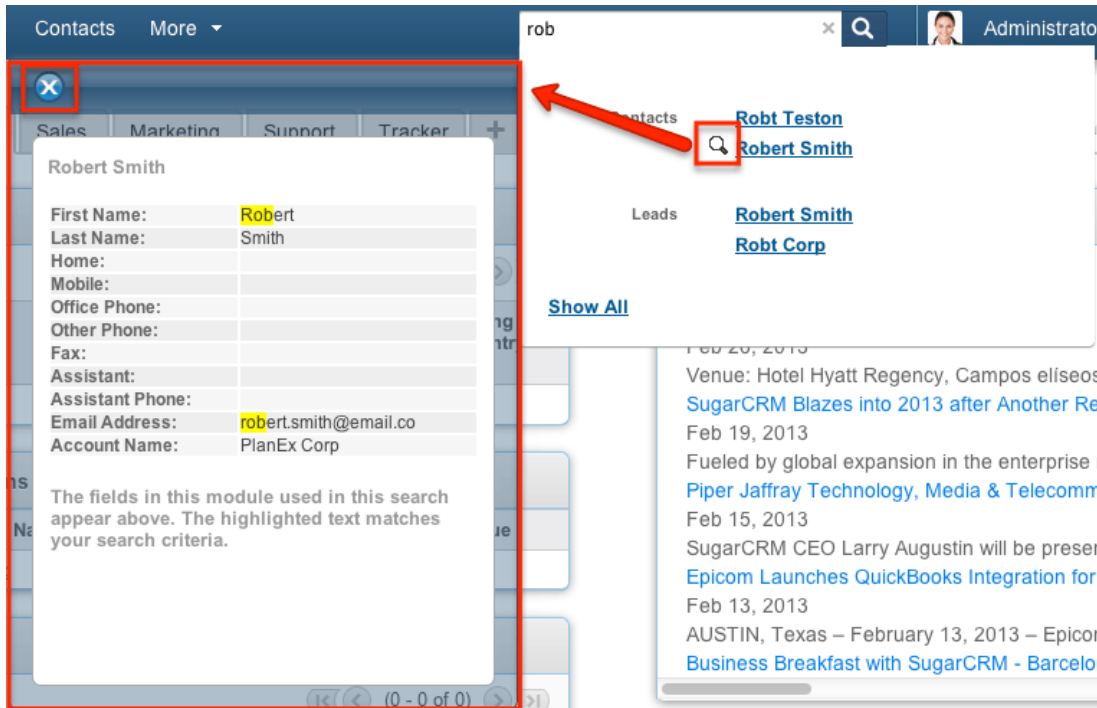 Contacts More
rob
Administrato
Sales Marketing Support Tracker
Robert Smith
First Name: Robert
Last Name: Smith
Home:
Mobile:
Office Phone:
Other Phone:
Fax:
Assistant:
Assistant Phone:
Email Address: robert.smith@email.co
Account Name: PlanEx Corp
The fields in this module used in this search
appear above. The highlighted text matches
your search criteria.
(0 - 0 of 0)
Contacts Robt Teston
Robert Smith
Leads Robert Smith
Robt Corp
Show All
Feb 20, 2013
Venue: Hotel Hyatt Regency, Campos elíseos
SugarCRM Blazes into 2013 after Another Re
Feb 19, 2013
Fueled by global expansion in the enterprise
Piper Jaffray Technology, Media & Telecomm
Feb 15, 2013
SugarCRM CEO Larry Augustin will be preser
Epicom Launches QuickBooks Integration for
Feb 13, 2013
AUSTIN, Texas – February 13, 2013 – Epicor
Business Breakfast with SugarCRM - Barcelo